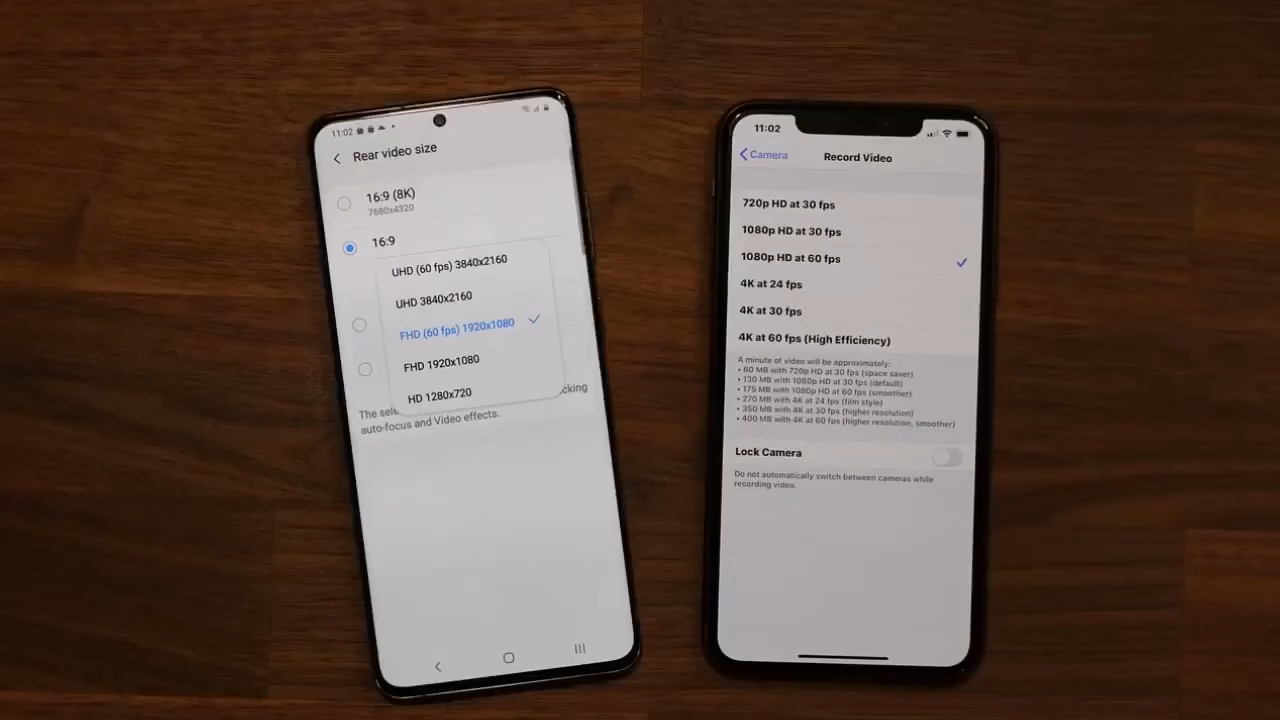 11:02
Rear video size
16:9 (8K)
7680x4320
16:9
UHD (60 fps) 3840x2160
UHD 3840x2160
FHD (60 fps) 1920x1080
FHD 1920x1080
HD 1280x720
The sele cking
auto-focus and Video effects.
11:02
Camera
Record Video
720p HD at 30 fps
1080p HD at 30 fps
1080p HD at 60 fps
4K at 24 fps
4K at 30 fps
4K at 60 fps (High Efficiency)
A minute of video will be approximately:
• 60 MB with 720p HD at 30 fps (space saver)
• 130 MB with 1080p HD at 30 fps (default)
• 175 MB with 1080p HD at 60 fps (smoother)
• 270 MB with 4K at 24 fps (film style)
• 350 MB with 4K at 30 fps (higher resolution)
• 400 MB with 4K at 60 fps (higher resolution, smoother)
Lock Camera
Do not automatically switch between cameras while
recording video.